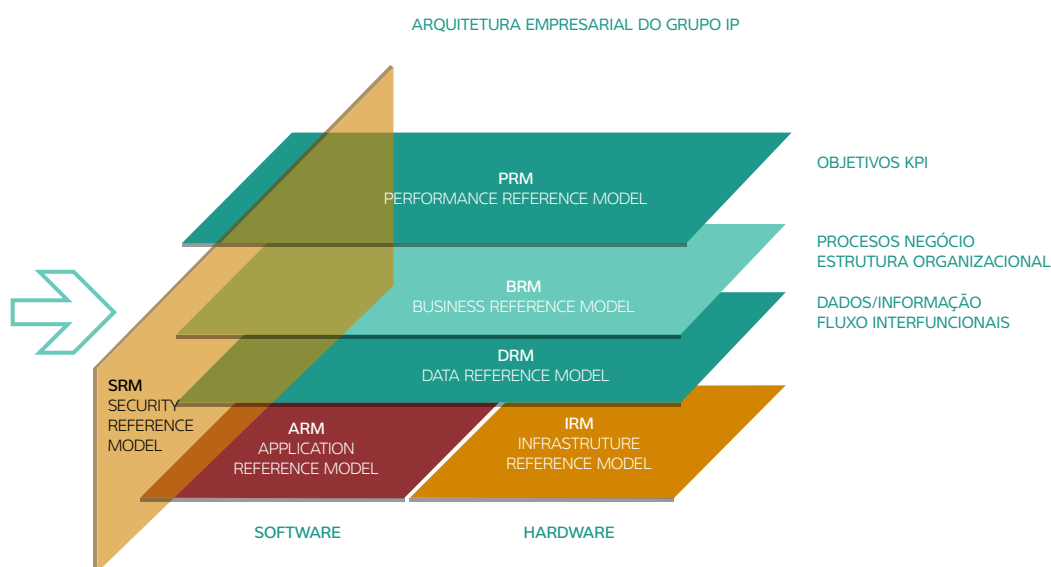 ARQUITETURA EMPRESARIAL DO GRUPO IP
PRM
PERFORMANCE REFERENCE MODEL
OBJETIVOS KPI
BRM
BUSINESS REFERENCE MODEL
PROCESOS NEGÓCIO
ESTRUTURA ORGANIZACIONAL
DRM
DATA REFERENCE MODEL
DADOS/INFORMAÇÃO
FLUXO INTERFUNCIONAIS
SRM
SECURITY
REFERENCE
MODEL
ARM
APPLICATION
REFERENCE MODEL
IRM
INFRASTRUTURE
REFERENCE MODEL
SOFTWARE
HARDWARE